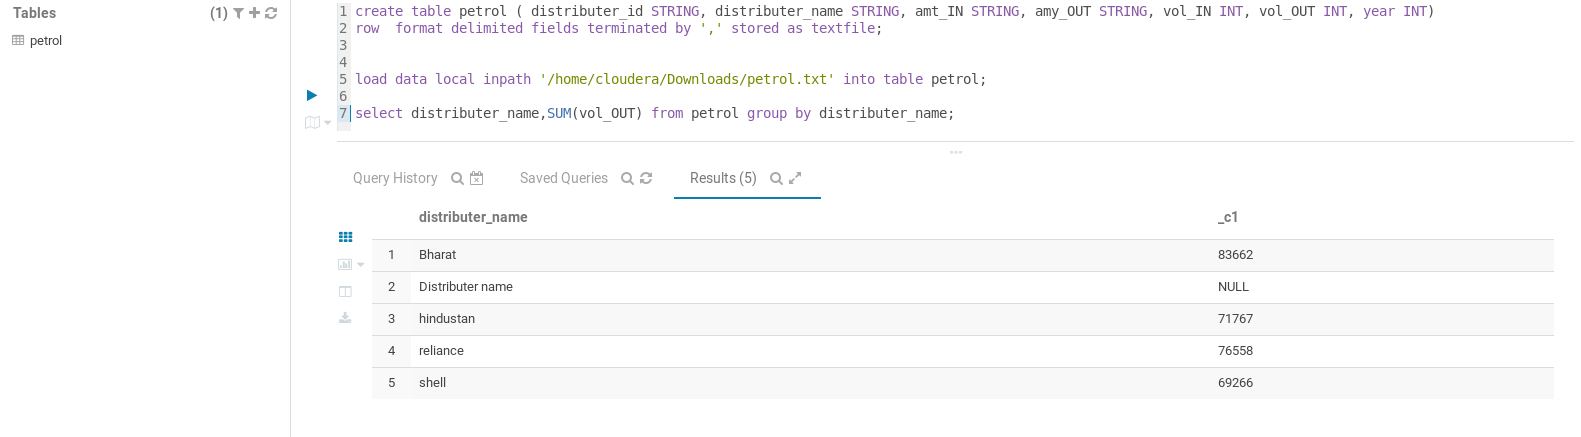 Tables (1)
petrol
1 create table petrol ( distributer_id STRING, distributer_name STRING, amt_IN STRING, amy_OUT STRING, vol_IN INT, vol_OUT INT, year INT)
2 row  format delimited fields terminated by ',' stored as textfile;
3
4
5 load data local inpath '/home/cloudera/Downloads/petrol.txt' into table petrol;
6
7 select distributer_name,SUM(vol_OUT) from petrol group by distributer_name;
Query History Saved Queries Results (5)
distributer_name _c1
1 Bharat 83662
2 Distributer name NULL
3 hindustan 71767
4 reliance 76558
5 shell 69266